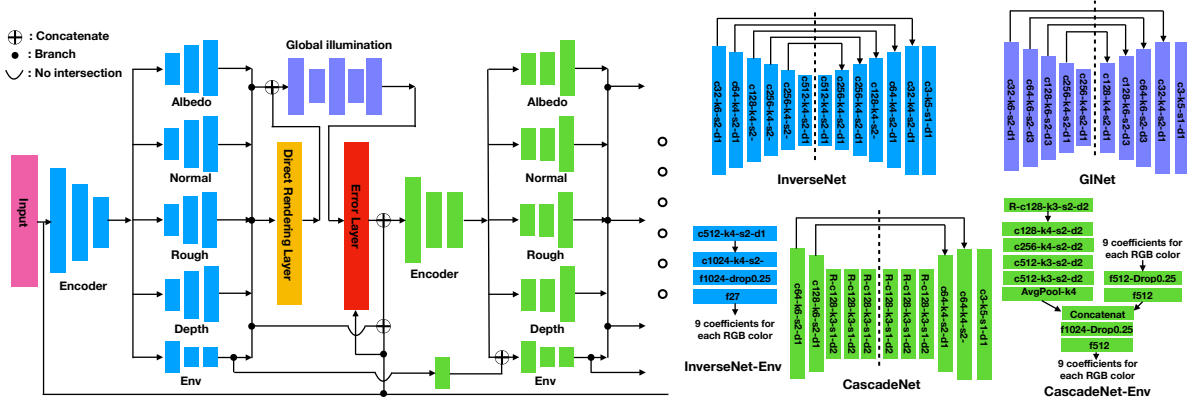 : Concatenate
: Branch
: No intersection
Global illumination
Input
Encoder
Albedo
Normal
Rough
Depth
Env
Direct Rendering Layer
Error Layer
Encoder
Albedo
Normal
Rough
Depth
Env
c32-k6-s2-d1
c64-k4-s2-d1
c128-k4-s2-
c256-k4-s2-
c256-k4-s2-
c512-k4-s2-d1
c512-k4-s2-d1
c256-k4-s2-d1
c256-k4-s2-d1
c128-k4-s2-
c64-k4-s2-d1
c32-k4-s2-d1
c3-k5-s1-d1
InverseNet
c32-k6-s2-d1
c64-k6-s2-d3
c128-k6-s2-d3
c256-k4-s2-d1
c256-k4-s2-d1
c128-k4-s2-d1
c128-k6-s2-d3
c64-k6-s2-d3
c32-k4-s2-d1
c3-k5-s1-d1
GINet
c512-k4-s2-d1
c1024-k4-s2-
f1024-drop0.25
f27
9 coefficients for
each RGB color
InverseNet-Env
c64-k6-s2-d1
c128-k6-s2-d1
R-c128-k3-s1-d2
R-c128-k3-s1-d2
R-c128-k3-s1-d2
R-c128-k3-s1-d2
R-c128-k3-s1-d2
R-c128-k3-s1-d2
c64-k4-s2-d1
c64-k4-s2-
c3-k5-s1-d1
CascadeNet
R-c128-k3-s2-d2
c128-k4-s2-d2
c256-k4-s2-d2
c512-k3-s2-d2
c512-k3-s2-d2
AvgPool-k4
9 coefficients for
each RGB color
f512-Drop0.25
f512
Concatenat
f1024-Drop0.25
f512
9 coefficients for
each RGB color
CascadeNet-Env